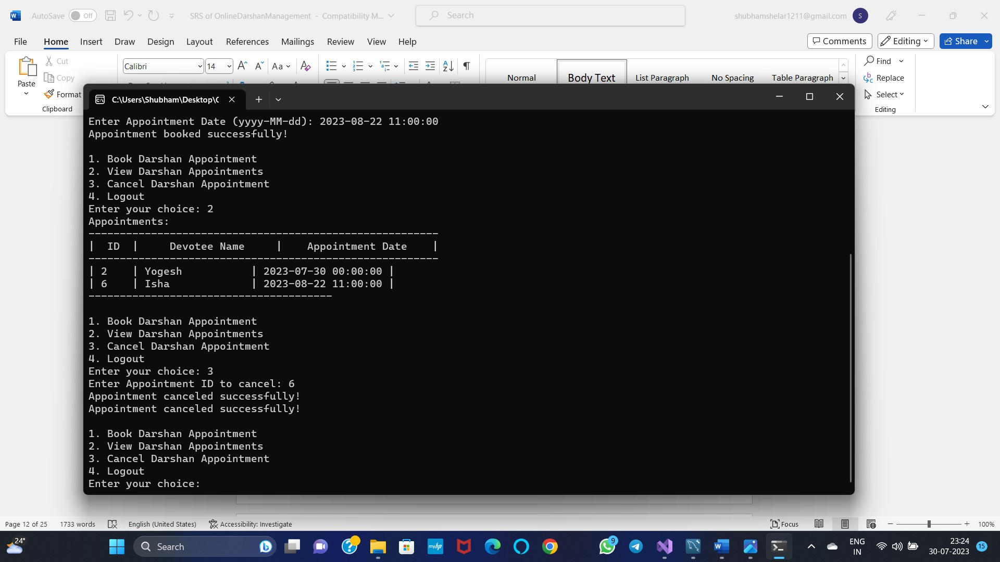 AutoSave Off SRS of OnlineDarshanManagement - Compatibility M... Search shubhamshelar1211@gmail.com S
File Home Insert Draw Design Layout References Mailings Review View Help Comments Editing Share
Paste
Cut
Copy
Format
Clipboard
Calibri 14 Aa
Normal Body Text List Paragraph No Spacing Table Paragraph
Find
Replace
Select
Editing
C:\Users\Shubham\Desktop\
Enter Appointment Date (yyyy-MM-dd): 2023-08-22 11:00:00
Appointment booked successfully!
1. Book Darshan Appointment
2. View Darshan Appointments
3. Cancel Darshan Appointment
4. Logout
Enter your choice: 2
Appointments:
--------------------------------------------------------
|  ID  |     Devotee Name     |    Appointment Date    |
--------------------------------------------------------
| 2    | Yogesh           | 2023-07-30 00:00:00 |
| 6    | Isha             | 2023-08-22 11:00:00 |
---------------------------------------
1. Book Darshan Appointment
2. View Darshan Appointments
3. Cancel Darshan Appointment
4. Logout
Enter your choice: 3
Enter Appointment ID to cancel: 6
Appointment canceled successfully!
Appointment canceled successfully!
1. Book Darshan Appointment
2. View Darshan Appointments
3. Cancel Darshan Appointment
4. Logout
Enter your choice:
Page 12 of 25 1733 words English (United States) Accessibility: Investigate Focus 100%
24° Search myhp 9 ENG IN 23:24 30-07-2023 15